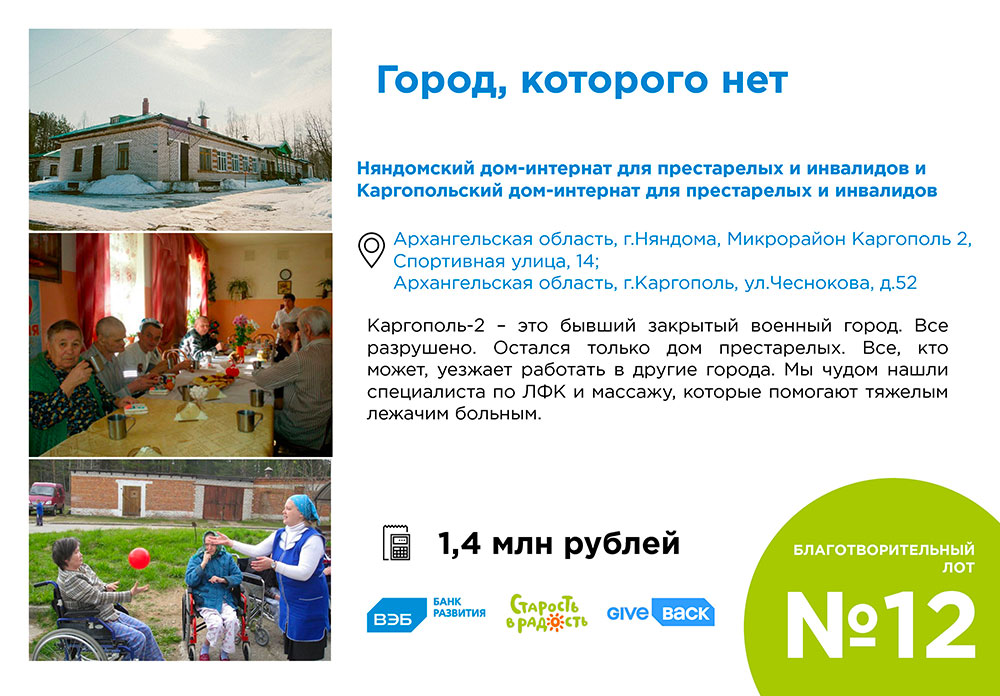 Город, которого нет
Няндомский дом-интернат для престарелых и инвалидов и
Каргопольский дом-интернат для престарелых и инвалидов
Архангельская область, г.Няндома, Микрорайон Каргополь 2,
Спортивная улица, 14;
Архангельская область, г.Каргополь, ул.Чеснокова, д.52
Каргополь-2 – это бывший закрытый военный город. Все
разрушено. Остался только дом престарелых. Все, кто
может, уезжает работать в другие города. Мы чудом нашли
специалиста по ЛФК и массажу, которые помогают тяжелым
лежачим больным.
1,4 млн рублей
ВЭБ БАНК
РАЗВИТИЯ
Старость
в радость
GIVE BACK
БЛАГОТВОРИТЕЛЬНЫЙ
ЛОТ
№12